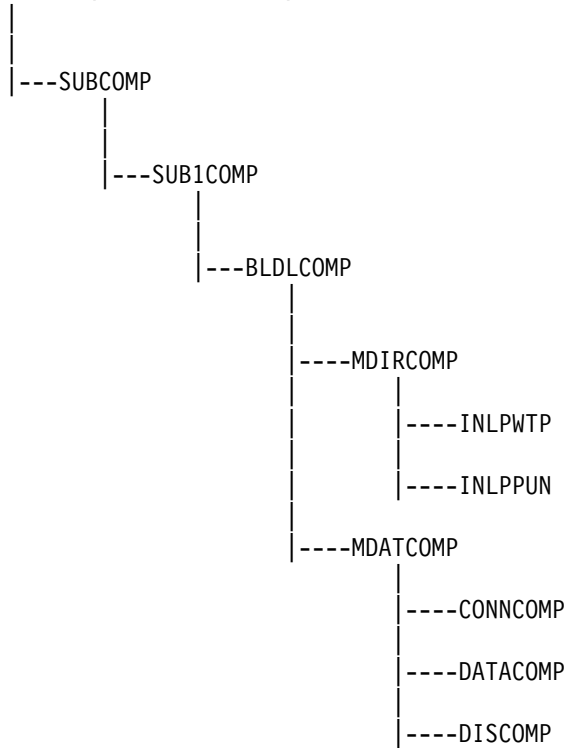 |---SUBCOMP
|---SUB1COMP
|---BLDLCOMP
|----MDIRCOMP
|----INLPWTP
|----INLPPUN
|----MDATCOMP
|----CONNCOMP
|----DATACOMP
|----DISCOMP